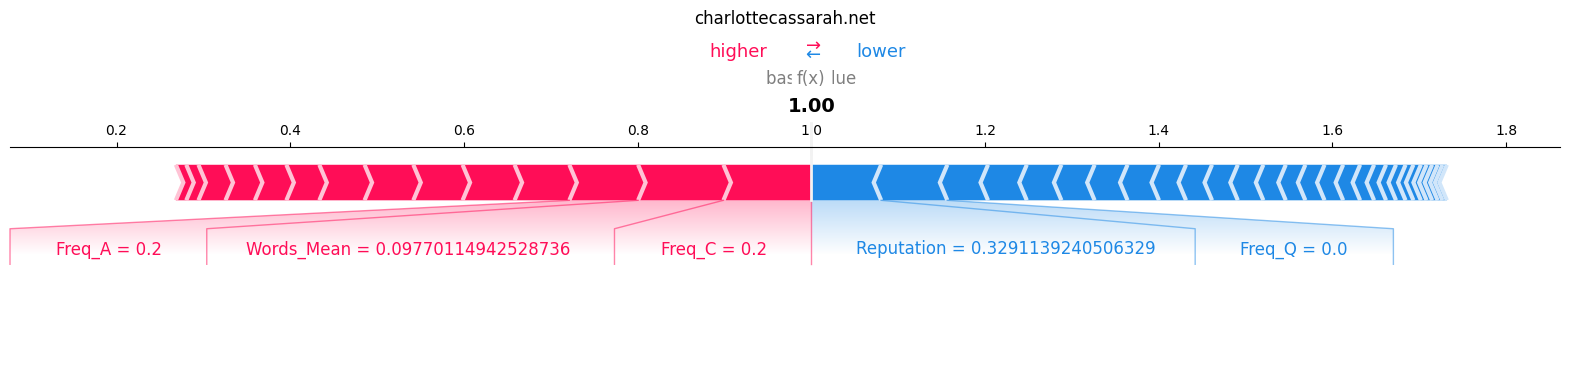 charlottecassarah.net
higher ⇄ lower
bas f(x) lue
1.00
0.2 0.4 0.6 0.8 1.0 1.2 1.4 1.6 1.8
Freq_A = 0.2 Words_Mean = 0.09770114942528736 Freq_C = 0.2 Reputation = 0.3291139240506329 Freq_Q = 0.0